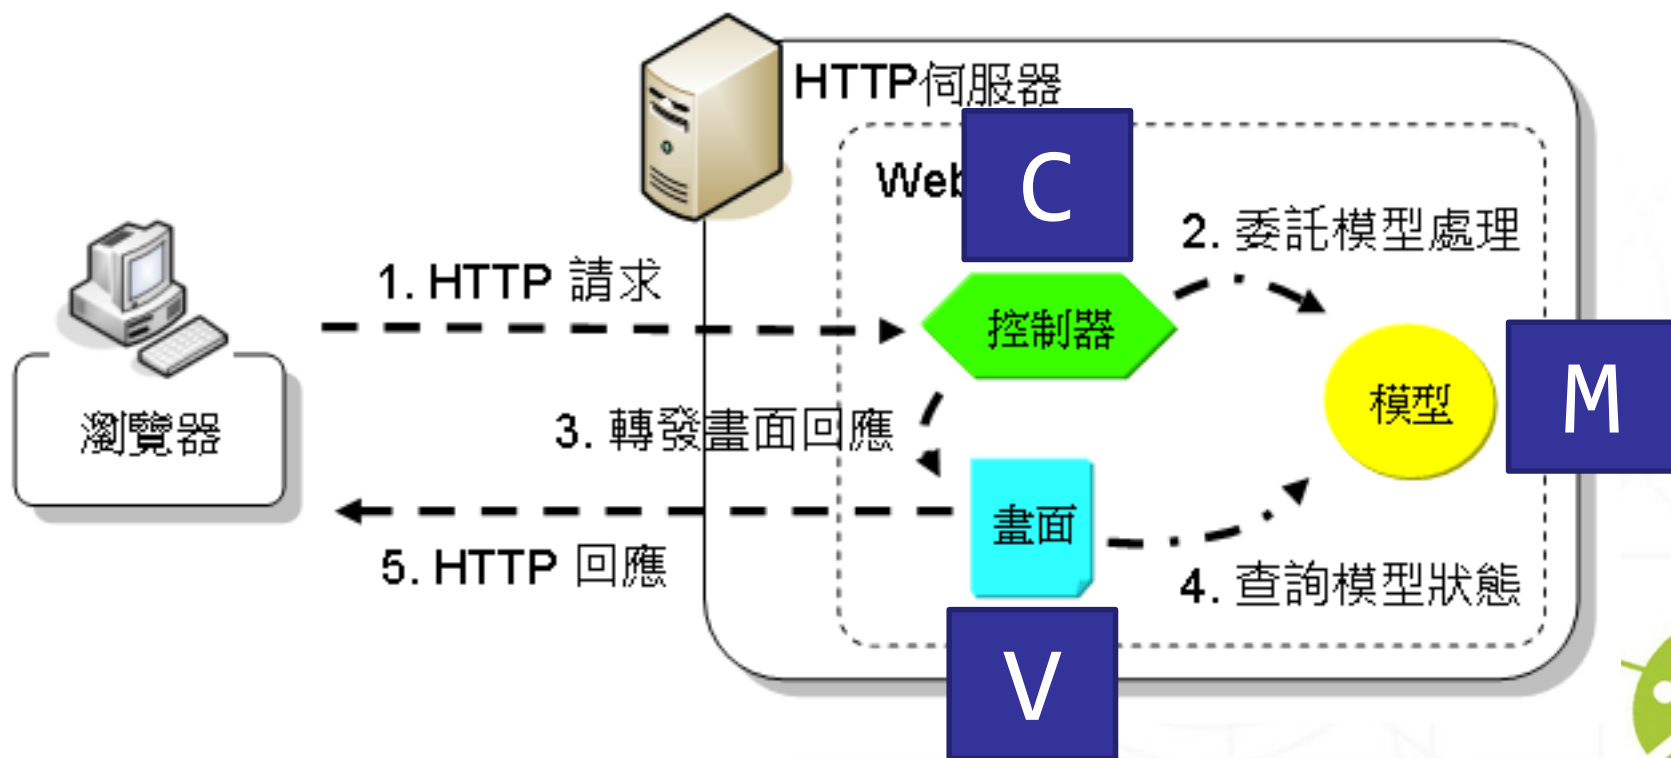 HTTP伺服器
Web
C
2. 委託模型處理
1. HTTP 請求
控制器
模型
M
瀏覽器
3. 轉發畫面回應
畫面
5. HTTP 回應
4. 查詢模型狀態
V